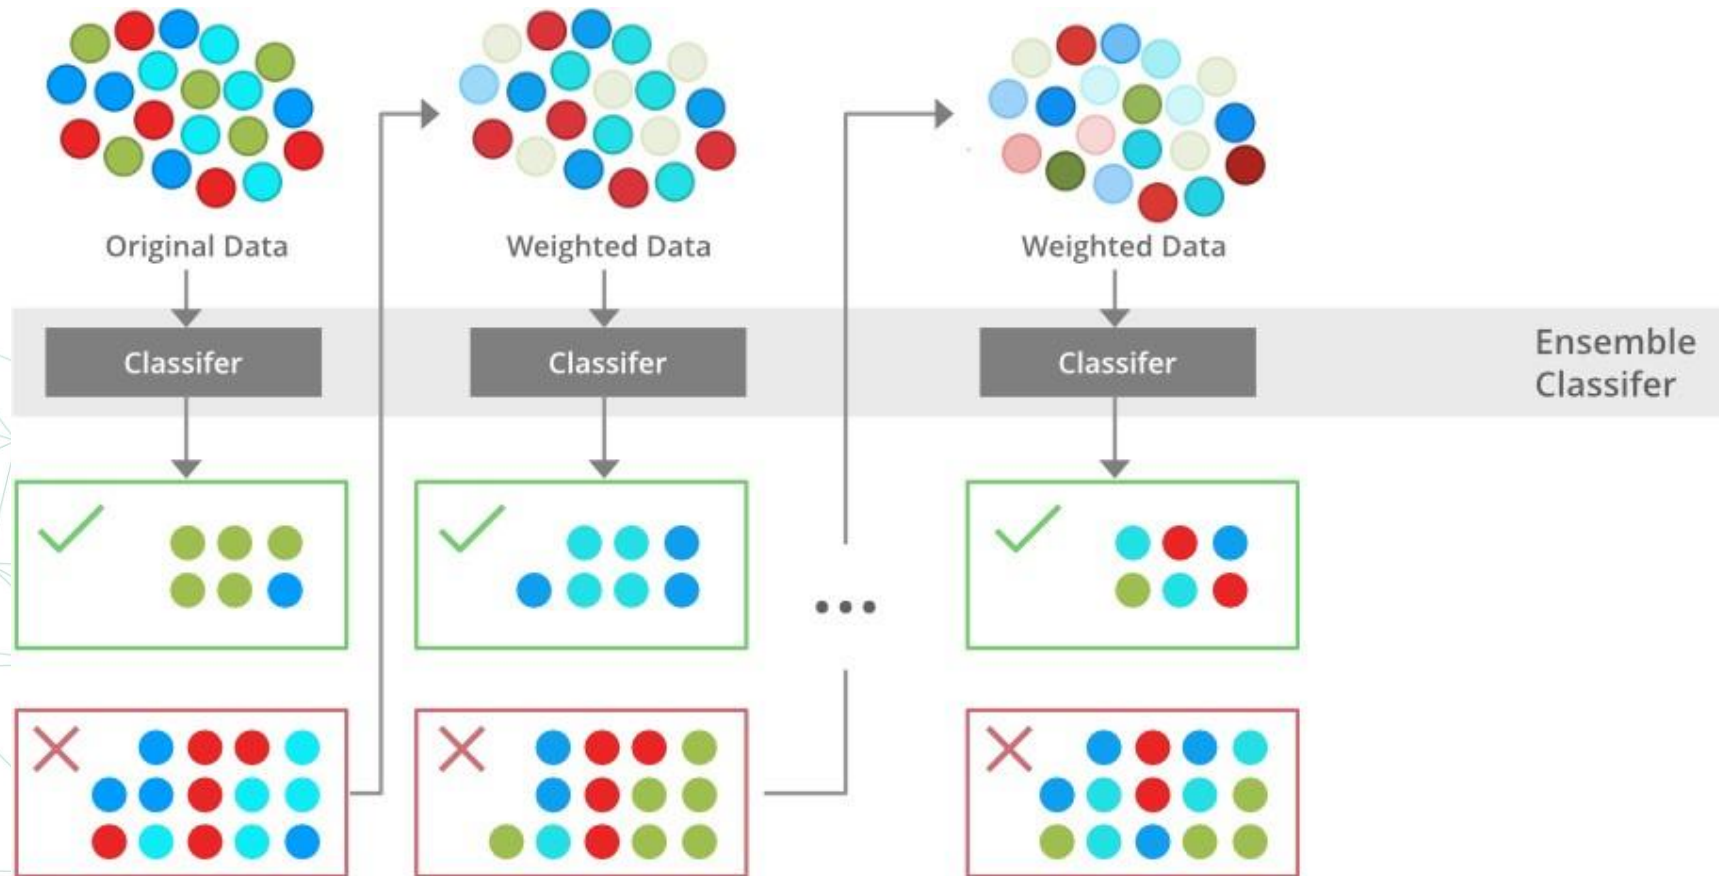 Original Data
Weighted Data
Weighted Data
Classifer
Classifer
Classifer
Ensemble
Classifer
...